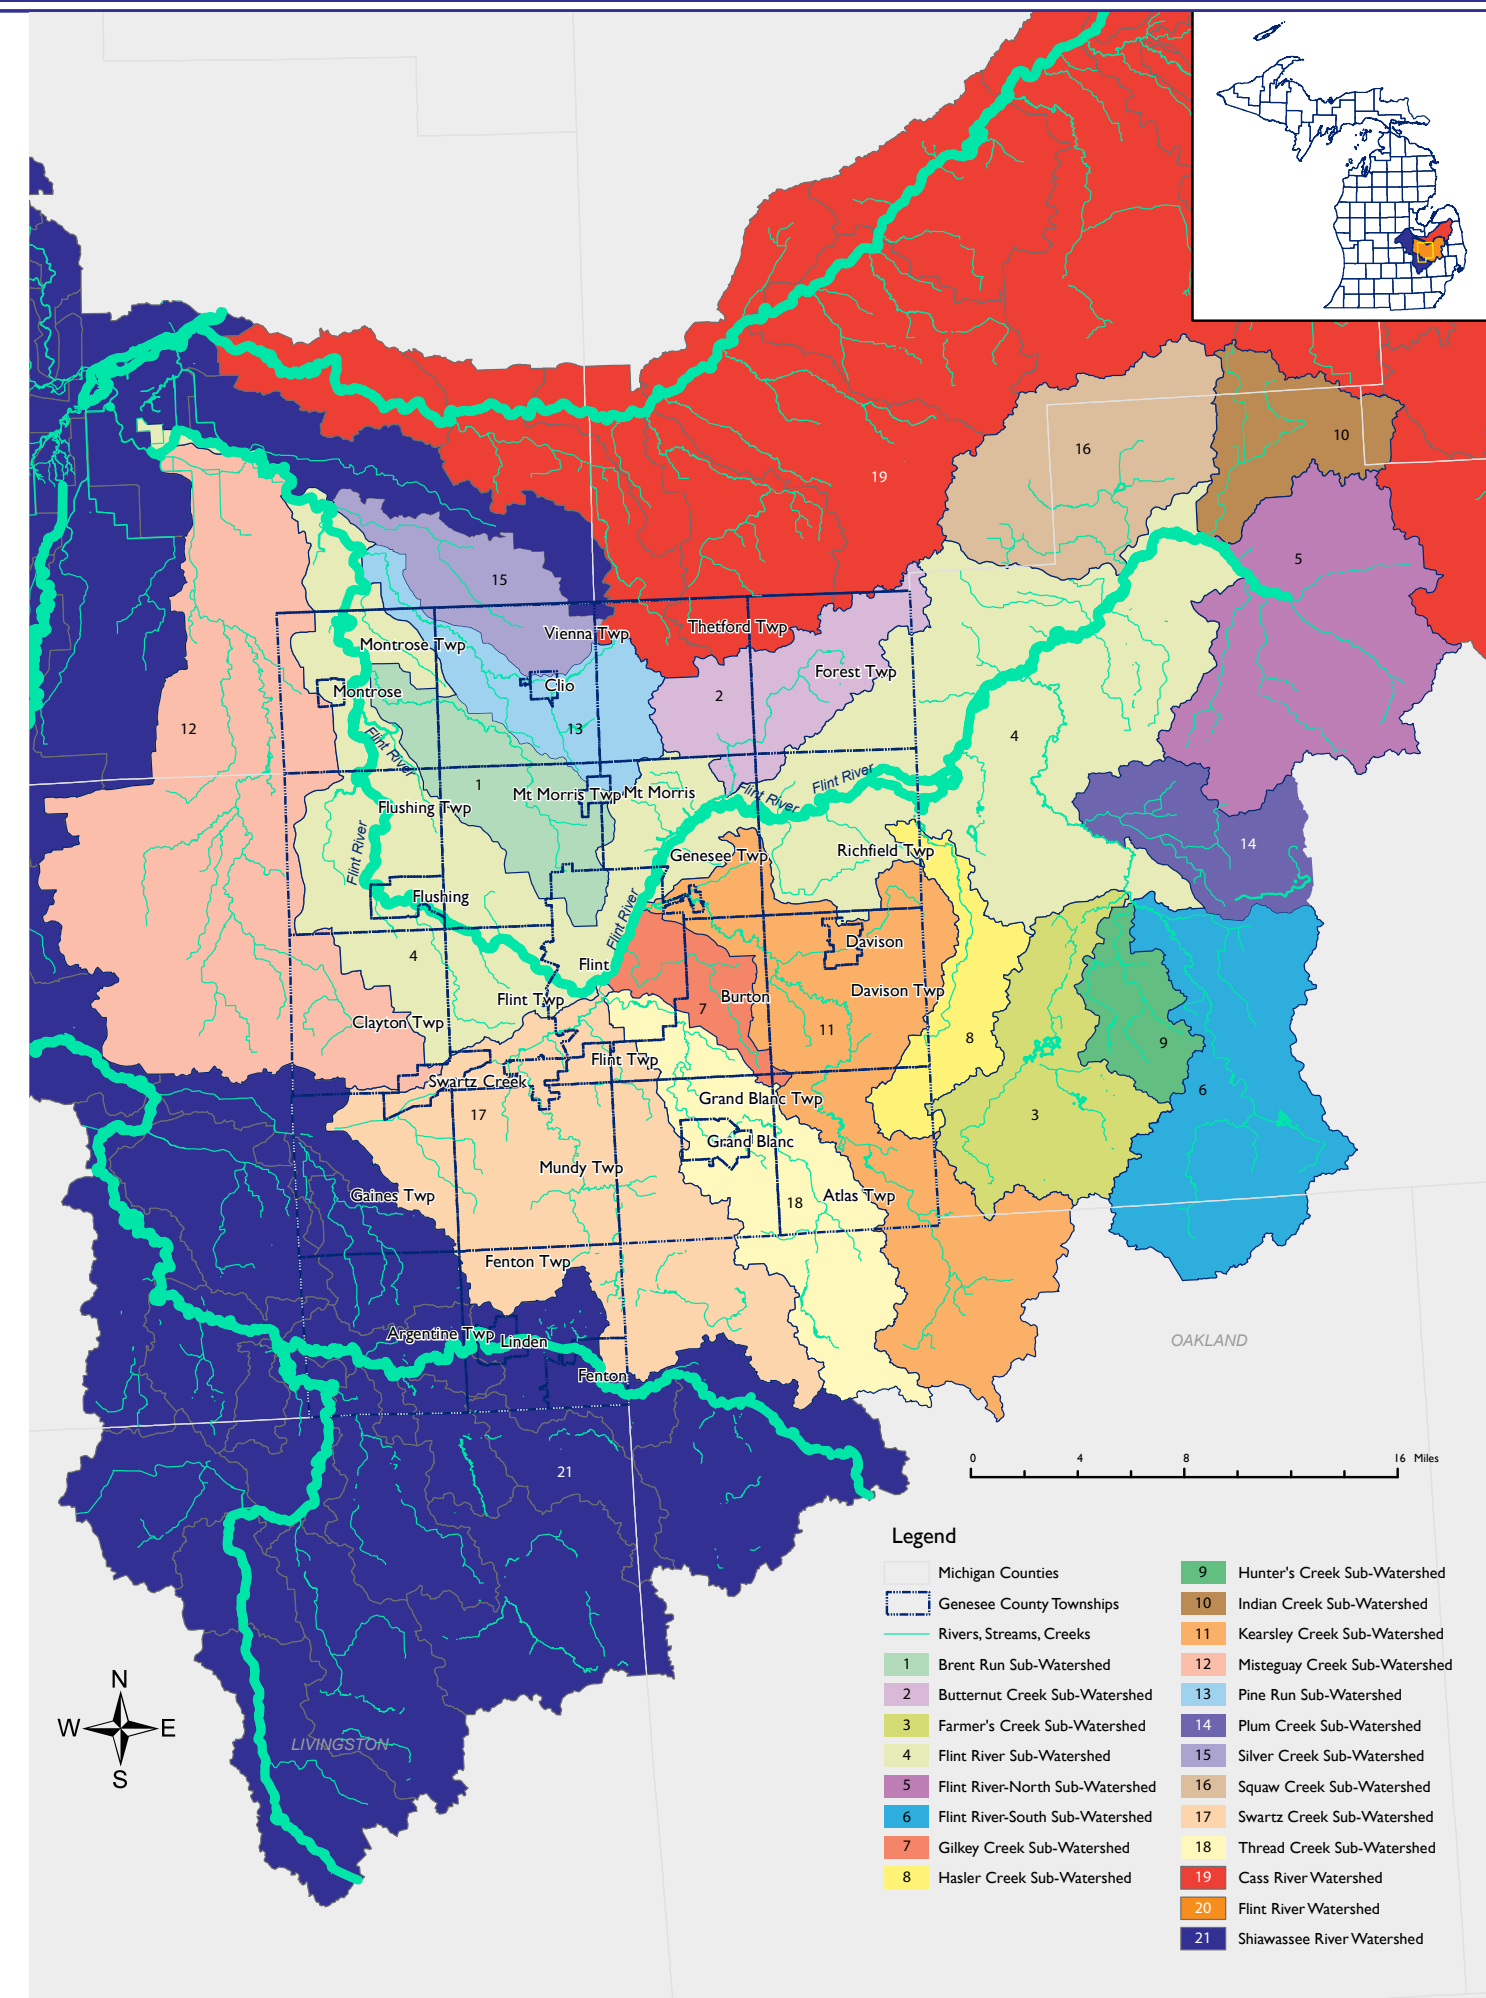 16
10
19
5
15
Thetford Twp
Vienna Twp
Montrose Twp
Forest Twp
Clio
Montrose
2
12
13
4
Flint River
Flint River
1
Mt Morris Twp
Mt Morris
Flint River
Flushing Twp
14
Flint River
Richfield Twp
Genesee Twp
Flushing
Flint River
Davison
4
Flint
Davison Twp
Burton
Flint Twp
7
Clayton Twp
11
8
9
Flint Twp
Swartz Creek
6
Grand Blanc Twp
17
3
Grand Blanc
Mundy Twp
Gaines Twp
Atlas Twp
18
Fenton Twp
Argentine Twp
Linden
OAKLAND
Fenton
21
0 4 8 16 Miles
Legend
Michigan Counties
Genesee County Townships
Rivers, Streams, Creeks
1 Brent Run Sub-Watershed
2 Butternut Creek Sub-Watershed
3 Farmer's Creek Sub-Watershed
4 Flint River Sub-Watershed
5 Flint River-North Sub-Watershed
6 Flint River-South Sub-Watershed
7 Gilkey Creek Sub-Watershed
8 Hasler Creek Sub-Watershed
9 Hunter's Creek Sub-Watershed
10 Indian Creek Sub-Watershed
11 Kearsley Creek Sub-Watershed
12 Misteguay Creek Sub-Watershed
13 Pine Run Sub-Watershed
14 Plum Creek Sub-Watershed
15 Silver Creek Sub-Watershed
16 Squaw Creek Sub-Watershed
17 Swartz Creek Sub-Watershed
18 Thread Creek Sub-Watershed
19 Cass River Watershed
20 Flint River Watershed
21 Shiawassee River Watershed
N
W E
S
LIVINGSTON